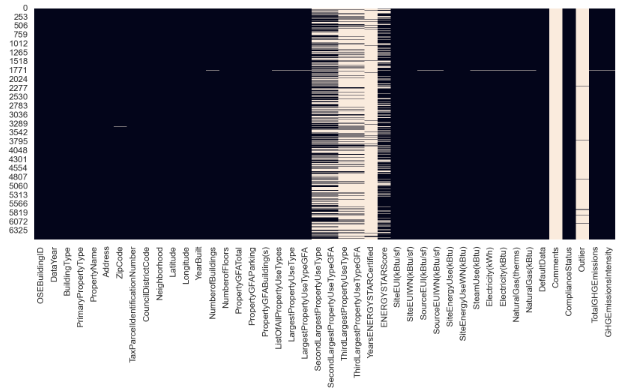 0
253
506
759
1012
1265
1518
1771
2024
2277
2530
2783
3036
3289
3542
3795
4048
4301
4554
4807
5060
5313
5566
5819
6072
6325
OSEBuildingID
DataYear
BuildingType
PrimaryPropertyType
PropertyName
Address
ZipCode
TaxParcelIdentificationNumber
CouncilDistrictCode
Neighborhood
Latitude
Longitude
YearBuilt
NumberofBuildings
NumberofFloors
PropertyGFATotal
PropertyGFAParking
PropertyGFABuilding(s)
ListOfAllPropertyUseTypes
LargestPropertyUseType
LargestPropertyUseTypeGFA
SecondLargestPropertyUseType
SecondLargestPropertyUseTypeGFA
ThirdLargestPropertyUseType
ThirdLargestPropertyUseTypeGFA
YearsENERGYSTARCertified
ENERGYSTARScore
SiteEUI(kBtu/sf)
SiteEUIWN(kBtu/sf)
SourceEUI(kBtu/sf)
SourceEUIWN(kBtu/sf)
SiteEnergyUse(kBtu)
SiteEnergyUseWN(kBtu)
SteamUse(kBtu)
Electricity(kWh)
Electricity(kBtu)
NaturalGas(therms)
NaturalGas(kBtu)
DefaultData
Comments
ComplianceStatus
Outlier
TotalGHGEmissions
GHGEmissionsIntensity